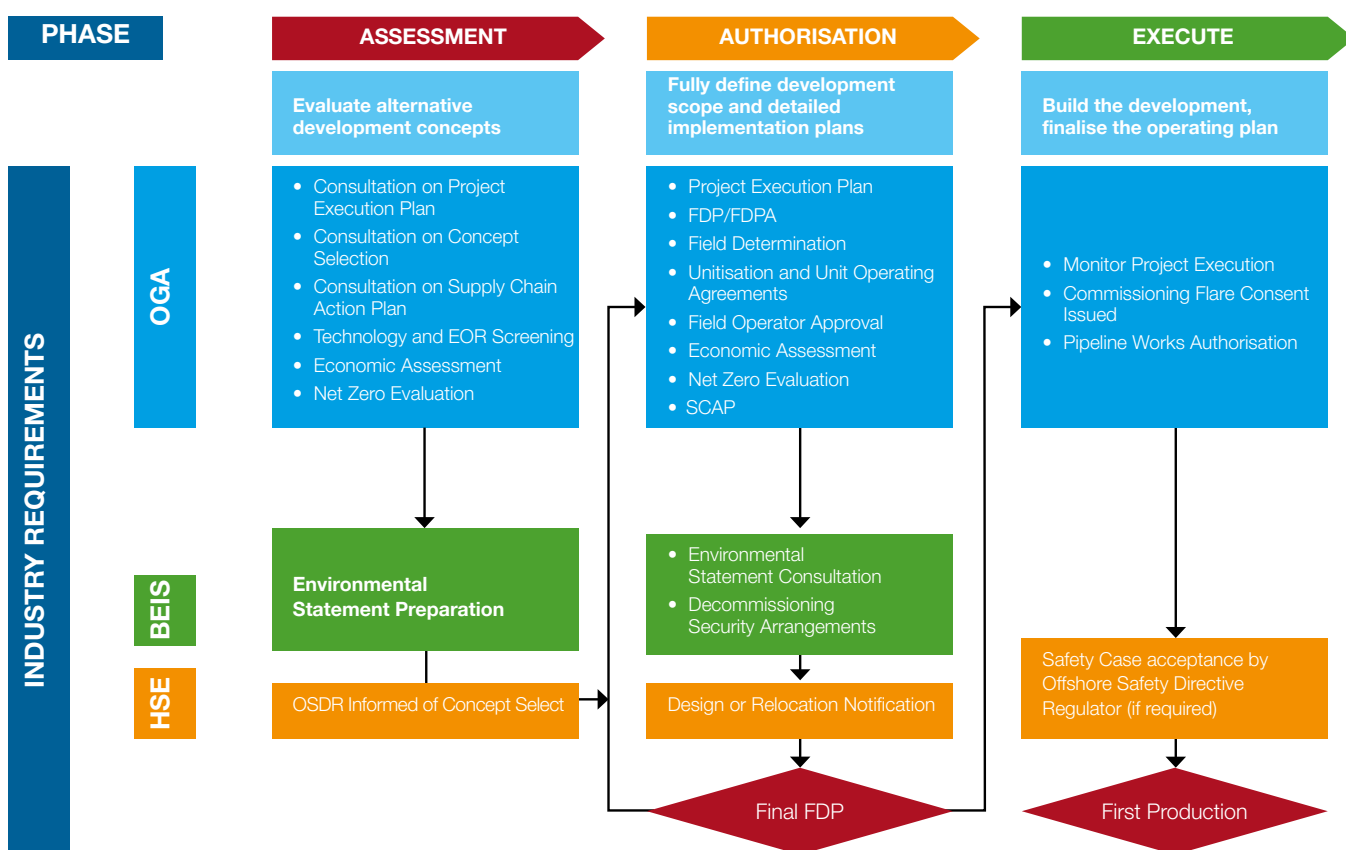 PHASE
ASSESSMENT
AUTHORISATION
EXECUTE
Evaluate alternative
development concepts
Fully define development
scope and detailed
implementation plans
Build the development,
finalise the operating plan
INDUSTRY REQUIREMENTS
OGA
• Consultation on Project
Execution Plan
• Consultation on Concept
Selection
• Consultation on Supply Chain
Action Plan
• Technology and EOR Screening
• Economic Assessment
• Net Zero Evaluation
• Project Execution Plan
• FDP/FDPA
• Field Determination
• Unitisation and Unit Operating
Agreements
• Field Operator Approval
• Economic Assessment
• Net Zero Evaluation
• SCAP
• Monitor Project Execution
• Commissioning Flare Consent
Issued
• Pipeline Works Authorisation
BEIS
Environmental
Statement Preparation
• Environmental
Statement Consultation
• Decommissioning
Security Arrangements
HSE
OSDR Informed of Concept Select
Design or Relocation Notification
Safety Case acceptance by
Offshore Safety Directive
Regulator (if required)
Final FDP
First Production